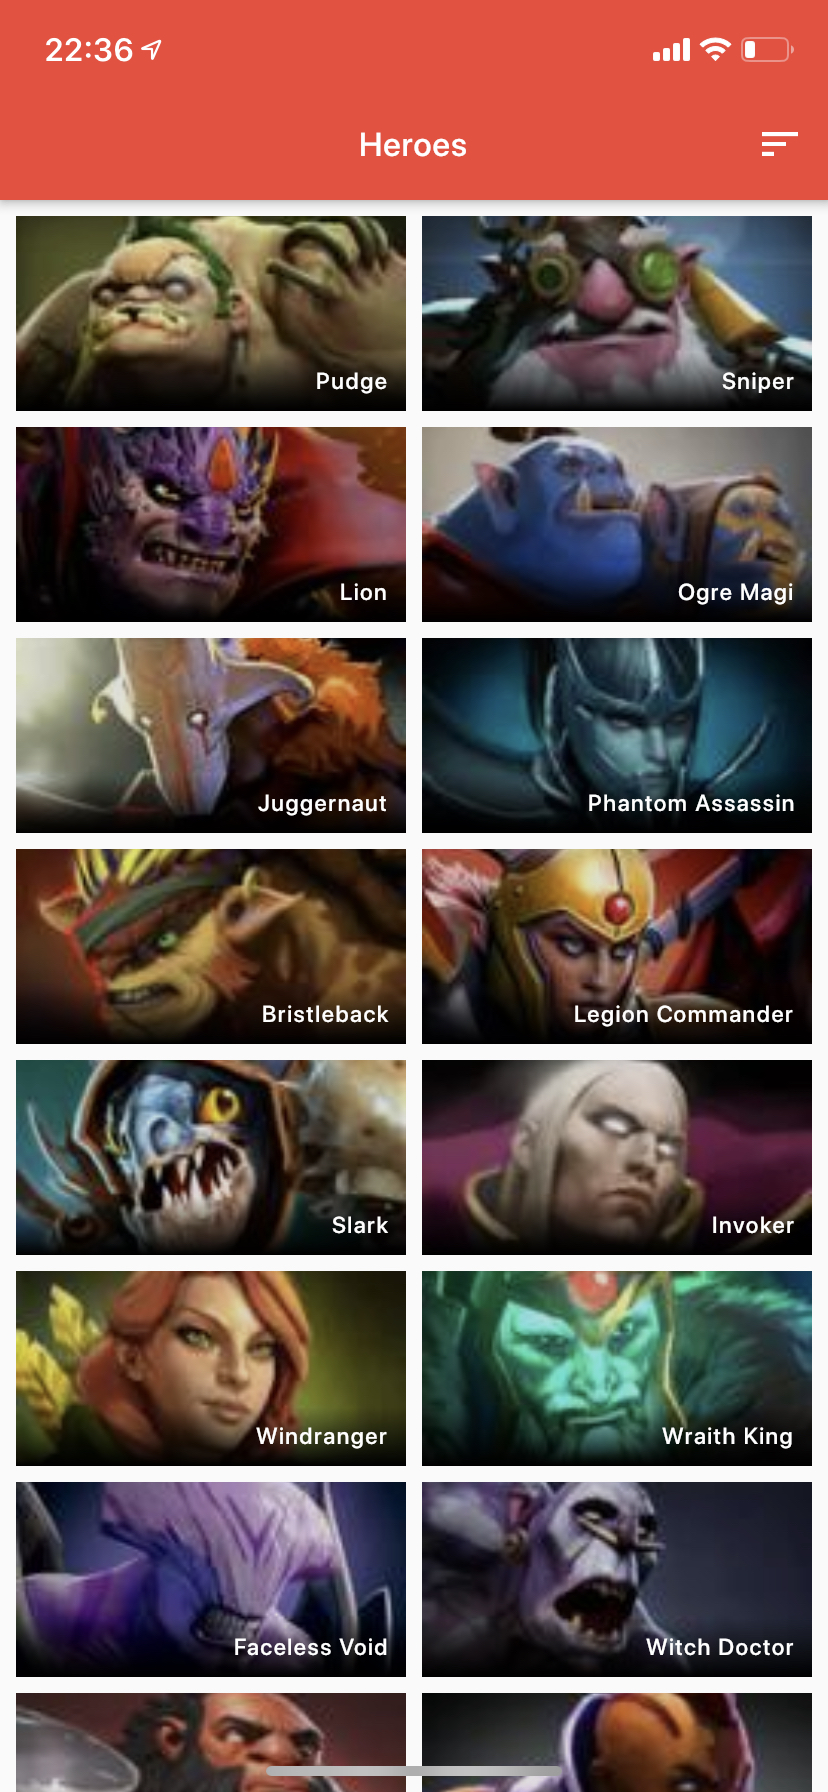 22:36
Heroes
Pudge
Sniper
Lion
Ogre Magi
Juggernaut
Phantom Assassin
Bristleback
Legion Commander
Slark
Invoker
Windranger
Wraith King
Faceless Void
Witch Doctor